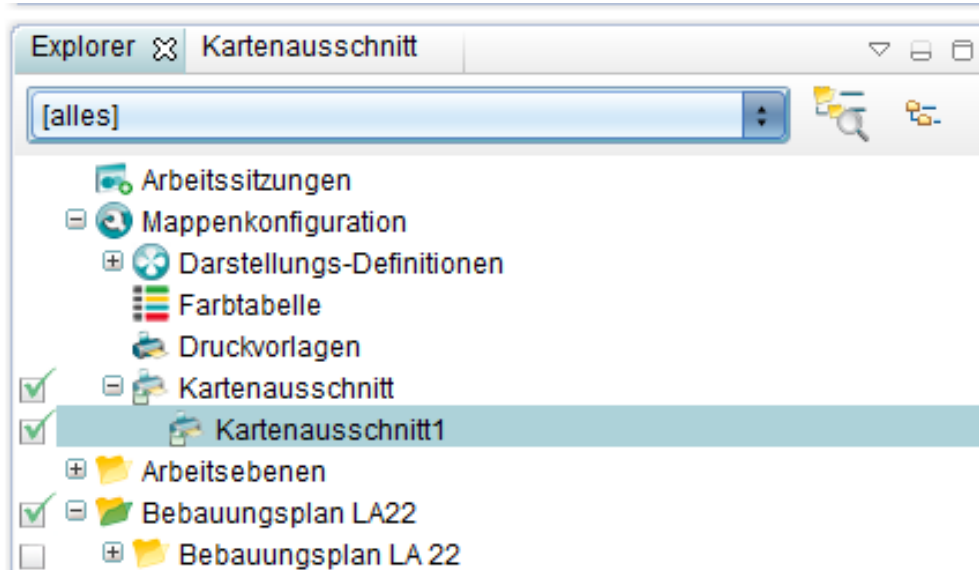 Explorer Kartenausschnitt
[alles]
Arbeitssitzungen
Mappenkonfiguration
Darstellungs-Definitionen
Farbtabelle
Druckvorlagen
Kartenausschnitt
Kartenausschnitt1
Arbeitsebenen
Bebauungsplan LA22
Bebauungsplan LA 22